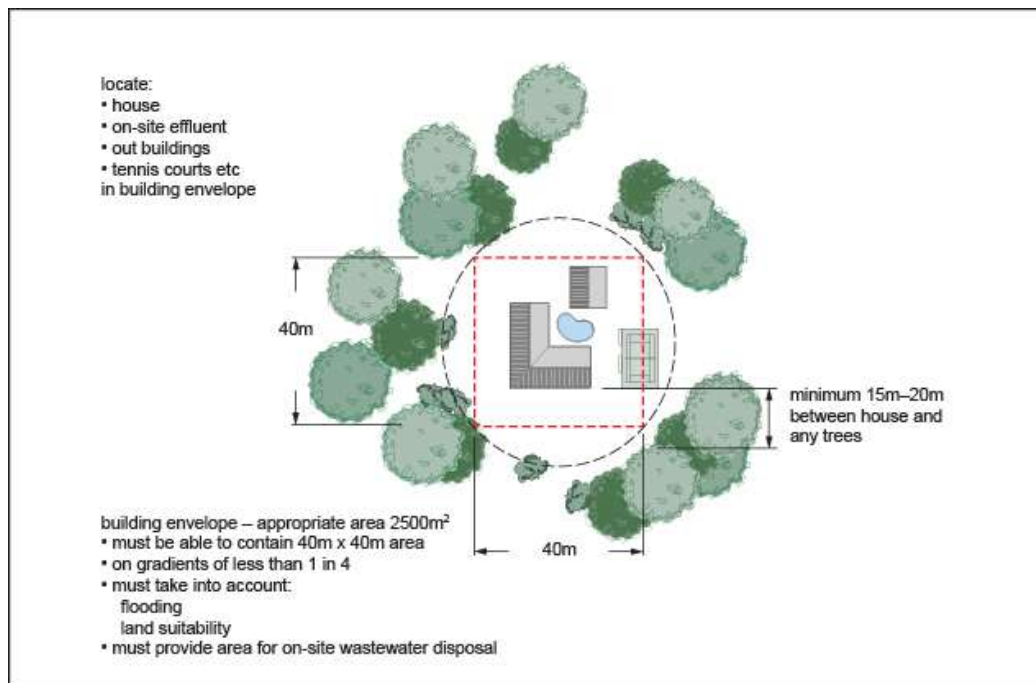 locate:
• house
• on-site effluent
• out buildings
• tennis courts etc
in building envelope
40m
minimum 15m–20m
between house and
any trees
building envelope – appropriate area 2500m²
• must be able to contain 40m x 40m area
• on gradients of less than 1 in 4
• must take into account:
flooding
land suitability
• must provide area for on-site wastewater disposal
40m